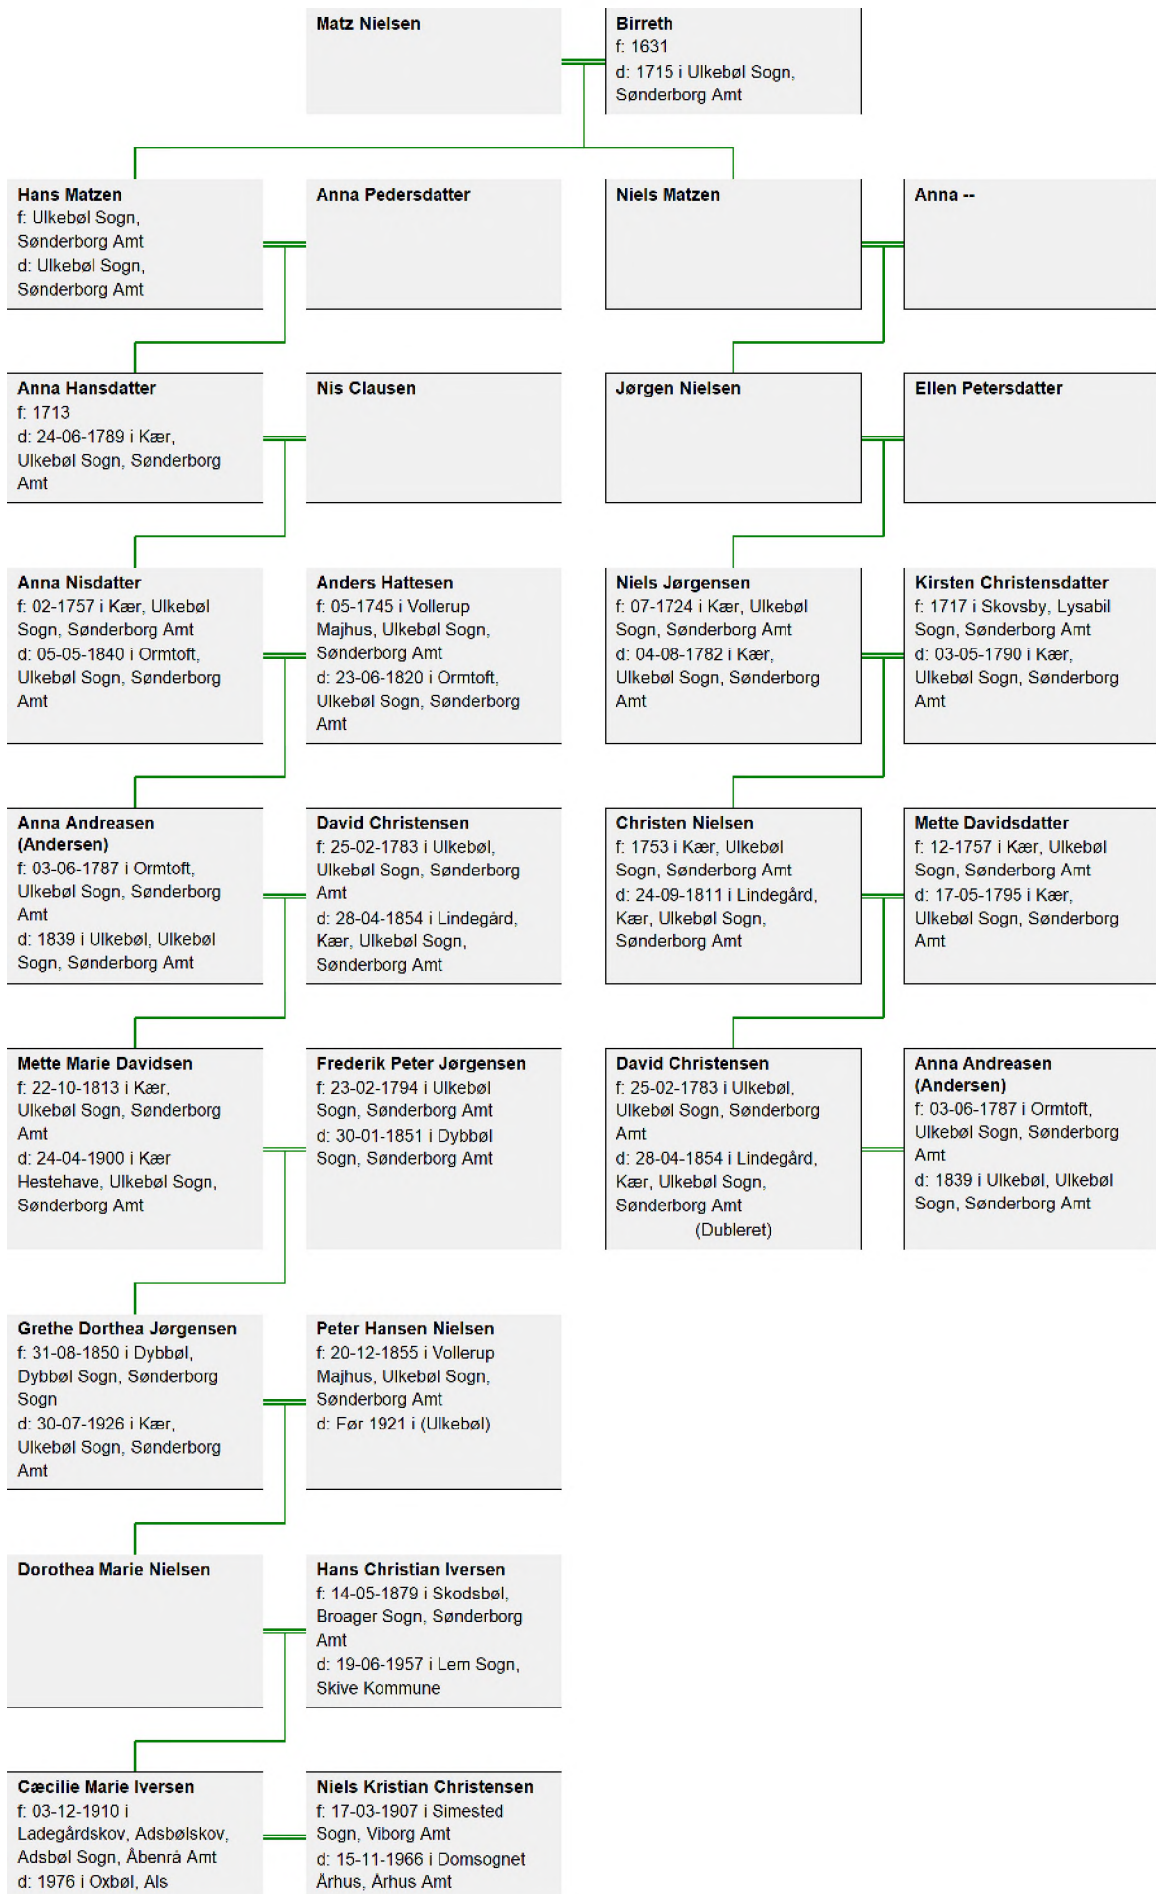 Matz Nielsen
Birreth
f: 1631
d: 1715 i Ulkebøl Sogn,
Sønderborg Amt
Hans Matzen
f: Ulkebøl Sogn,
Sønderborg Amt
d: Ulkebøl Sogn,
Sønderborg Amt
Anna Pedersdatter
Niels Matzen
Anna --
Anna Hansdatter
f: 1713
d: 24-06-1789 i Kær,
Ulkebøl Sogn, Sønderborg
Amt
Nis Clausen
Jørgen Nielsen
Ellen Petersdatter
Anna Nisdatter
f: 02-1757 i Kær, Ulkebøl
Sogn, Sønderborg Amt
d: 05-05-1840 i Ormtoft,
Ulkebøl Sogn, Sønderborg
Amt
Anders Hattesen
f: 05-1745 i Vollerup
Majhus, Ulkebøl Sogn,
Sønderborg Amt
d: 23-06-1820 i Ormtoft,
Ulkebøl Sogn, Sønderborg
Amt
Niels Jørgensen
f: 07-1724 i Kær, Ulkebøl
Sogn, Sønderborg Amt
d: 04-08-1782 i Kær,
Ulkebøl Sogn, Sønderborg
Amt
Kirsten Christensdatter
f: 1717 i Skovsby, Lysabil
Sogn, Sønderborg Amt
d: 03-05-1790 i Kær,
Ulkebøl Sogn, Sønderborg
Amt
Anna Andreasen
(Andersen)
f: 03-06-1787 i Ormtoft,
Ulkebøl Sogn, Sønderborg
Amt
d: 1839 i Ulkebøl, Ulkebøl
Sogn, Sønderborg Amt
David Christensen
f: 25-02-1783 i Ulkebøl,
Ulkebøl Sogn, Sønderborg
Amt
d: 28-04-1854 i Lindegård,
Kær, Ulkebøl Sogn,
Sønderborg Amt
Christen Nielsen
f: 1753 i Kær, Ulkebøl
Sogn, Sønderborg Amt
d: 24-09-1811 i Lindegård,
Kær, Ulkebøl Sogn,
Sønderborg Amt
Mette Davidsdatter
f: 12-1757 i Kær, Ulkebøl
Sogn, Sønderborg Amt
d: 17-05-1795 i Kær,
Ulkebøl Sogn, Sønderborg
Amt
Mette Marie Davidsen
f: 22-10-1813 i Kær,
Ulkebøl Sogn, Sønderborg
Amt
d: 24-04-1900 i Kær
Hestehave, Ulkebøl Sogn,
Sønderborg Amt
Frederik Peter Jørgensen
f: 23-02-1794 i Ulkebøl
Sogn, Sønderborg Amt
d: 30-01-1851 i Dybbøl
Sogn, Sønderborg Amt
David Christensen
f: 25-02-1783 i Ulkebøl,
Ulkebøl Sogn, Sønderborg
Amt
d: 28-04-1854 i Lindegård,
Kær, Ulkebøl Sogn,
Sønderborg Amt
(Dubleret)
Anna Andreasen
(Andersen)
f: 03-06-1787 i Ormtoft,
Ulkebøl Sogn, Sønderborg
Amt
d: 1839 i Ulkebøl, Ulkebøl
Sogn, Sønderborg Amt
Grethe Dorthea Jørgensen
f: 31-08-1850 i Dybbøl,
Dybbøl Sogn, Sønderborg
Sogn
d: 30-07-1926 i Kær,
Ulkebøl Sogn, Sønderborg
Amt
Peter Hansen Nielsen
f: 20-12-1855 i Vollerup
Majhus, Ulkebøl Sogn,
Sønderborg Amt
d: Før 1921 i (Ulkebøl)
Dorothea Marie Nielsen
Hans Christian Iversen
f: 14-05-1879 i Skodsbøl,
Broager Sogn, Sønderborg
Amt
d: 19-06-1957 i Lem Sogn,
Skive Kommune
Cæcilie Marie Iversen
f: 03-12-1910 i
Ladegårdskov, Adsbølskov,
Adsbøl Sogn, Åbenrå Amt
d: 1976 i Oxbøl, Als
Niels Kristian Christensen
f: 17-03-1907 i Simested
Sogn, Viborg Amt
d: 15-11-1966 i Domsognet
Århus, Århus Amt